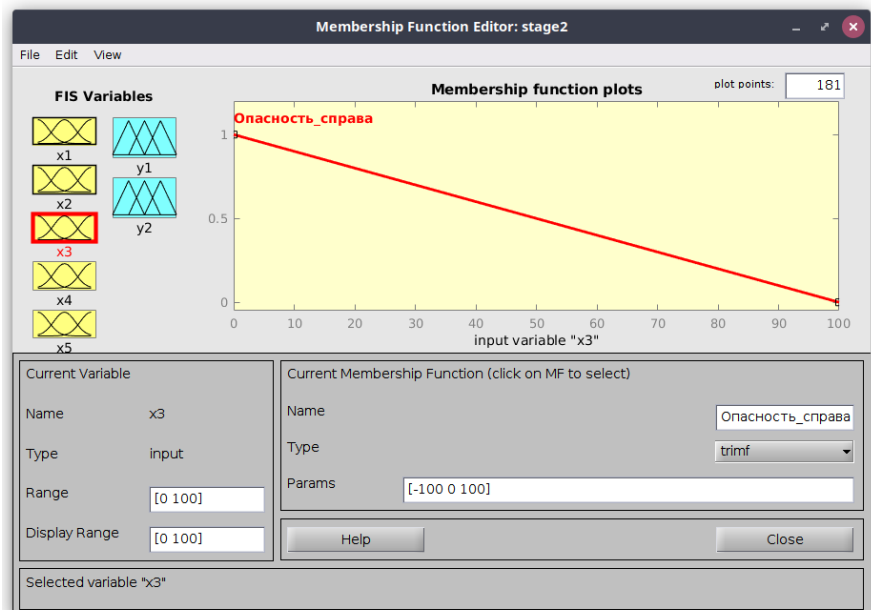 Membership Function Editor: stage2
File Edit View
FIS Variables
x1
x2
x3
x4
x5
y1
y2
Membership function plots
plot points: 181
Опасность_справа
1
0.5
0
0 10 20 30 40 50 60 70 80 90 100
input variable "x3"
Current Variable
Name x3
Type input
Range [0 100]
Display Range [0 100]
Current Membership Function (click on MF to select)
Name Опасность_справа
Type trimf
Params [-100 0 100]
Help Close
Selected variable "x3"